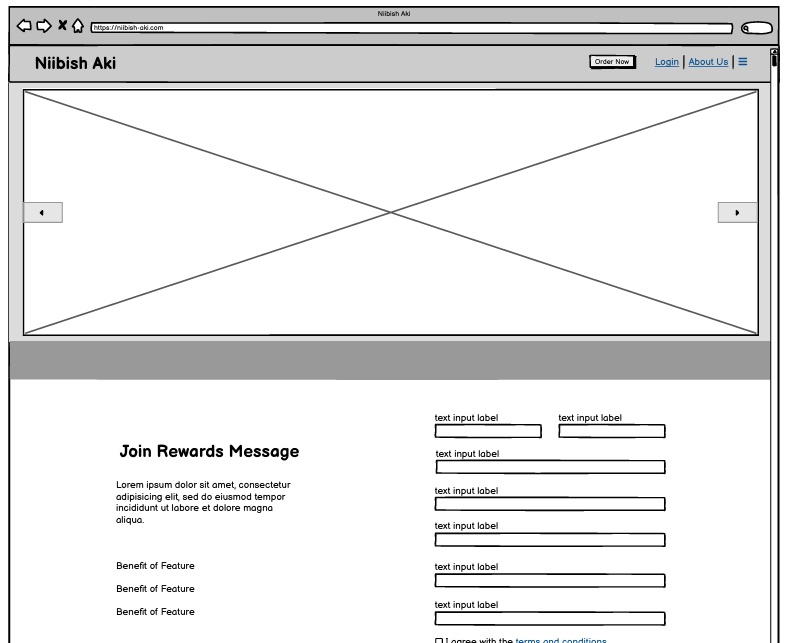 Niibish Aki
https://niibish-aki.com
Niibish Aki
Order Now
Login | About Us | ☰
text input label text input label
Join Rewards Message
text input label
Lorem ipsum dolor sit amet, consectetur
adipisicing elit, sed do eiusmod tempor
incididunt ut labore et dolore magna
aliqua.
text input label
text input label
Benefit of Feature
Benefit of Feature
Benefit of Feature
text input label
text input label
I agree with the terms and conditions